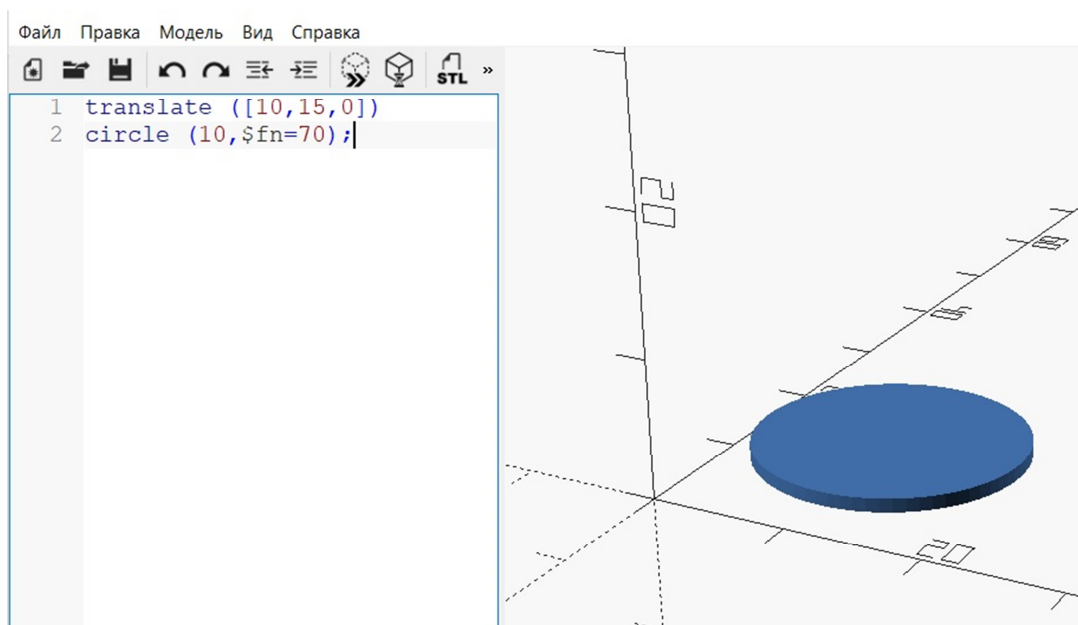 Файл Правка Модель Вид Справка
STL »
1 translate ([10,15,0])
2 circle (10,$fn=70);
20
20